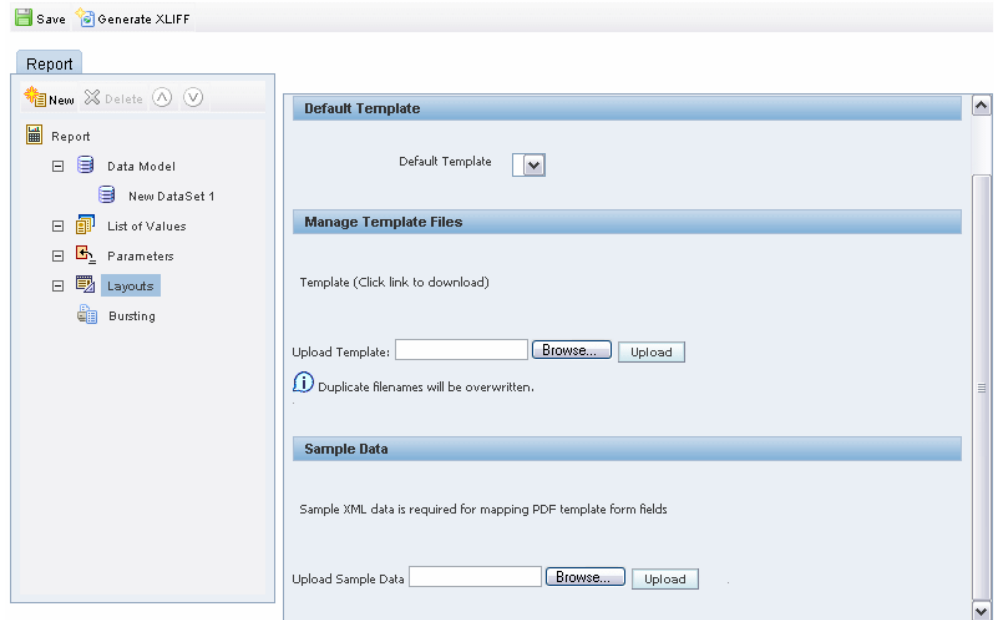 Save Generate XLIFF
Report
New Delete
Report
Data Model
New DataSet 1
List of Values
Parameters
Layouts
Bursting
Default Template
Default Template
Manage Template Files
Template (Click link to download)
Upload Template: Browse... Upload
Duplicate filenames will be overwritten.
Sample Data
Sample XML data is required for mapping PDF template form fields
Upload Sample Data Browse... Upload